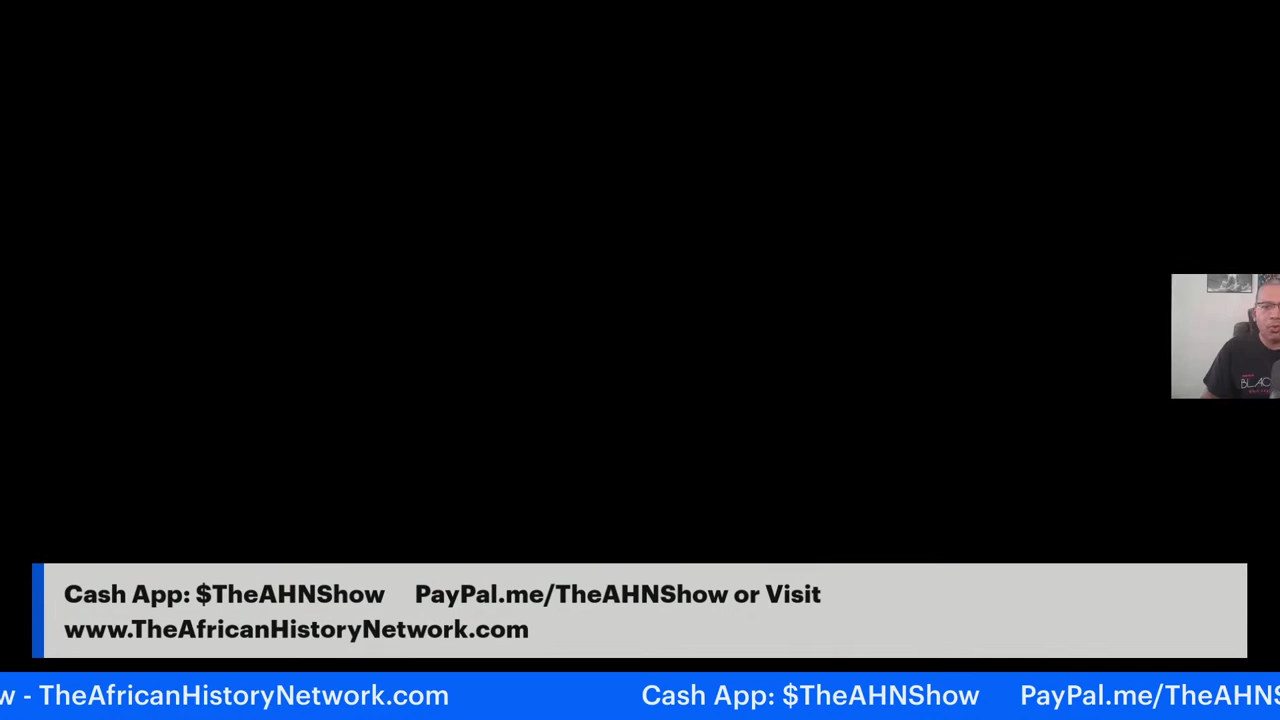 BLAC
Cash App: $TheAHNShow PayPal.me/TheAHNShow or Visit
www.TheAfricanHistoryNetwork.com
w - TheAfricanHistoryNetwork.com Cash App: $TheAHNShow PayPal.me/TheAHNS